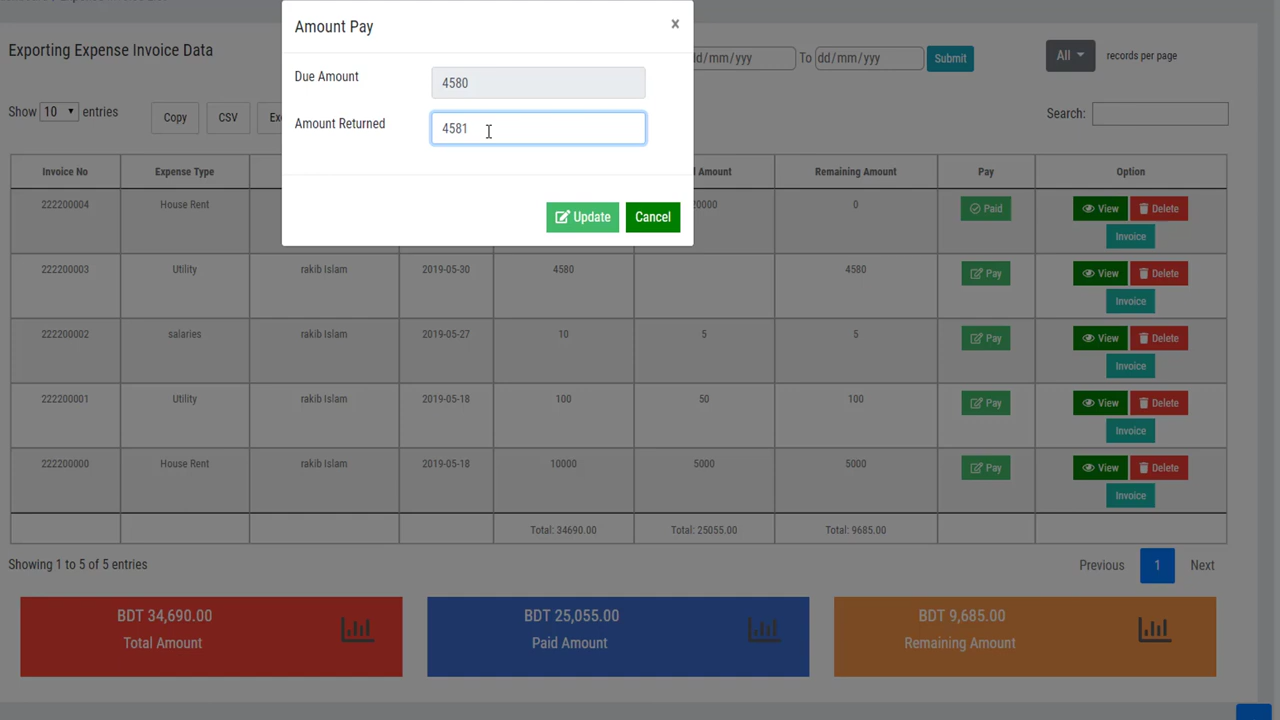 Amount Pay
×
Due Amount 4580
Amount Returned 4581
Update Cancel
Exporting Expense Invoice Data
dd/mm/yyy To dd/mm/yyy Submit All records per page
Show 10 entries Copy CSV Search:
Invoice No Expense Type Amount Remaining Amount Pay Option
222200004 House Rent 20000 0 Paid View Delete
Invoice
222200003 Utility rakib Islam 2019-05-30 4580 4580 Pay View Delete
Invoice
222200002 salaries rakib Islam 2019-05-27 10 5 5 Pay View Delete
Invoice
222200001 Utility rakib Islam 2019-05-18 100 50 100 Pay View Delete
Invoice
222200000 House Rent rakib Islam 2019-05-18 10000 5000 5000 Pay View Delete
Invoice
Total: 34690.00 Total: 25055.00 Total: 9685.00
Showing 1 to 5 of 5 entries Previous 1 Next
BDT 34,690.00
Total Amount
BDT 25,055.00
Paid Amount
BDT 9,685.00
Remaining Amount